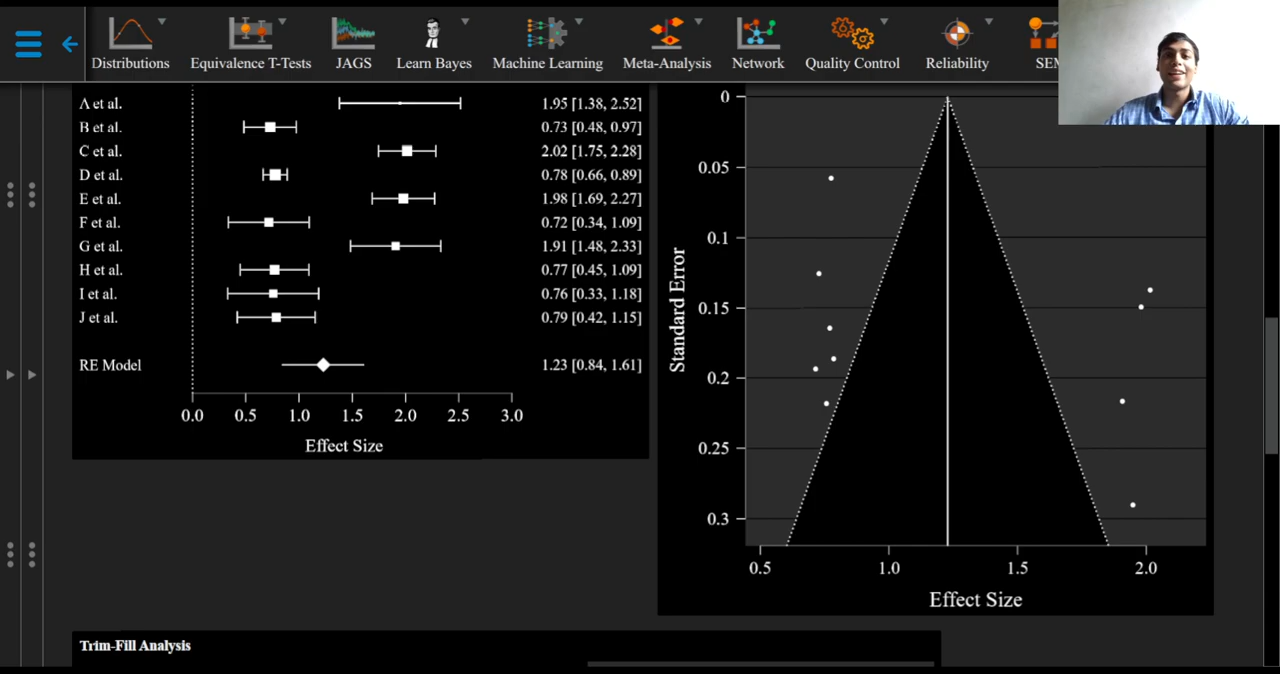 Distributions Equivalence T-Tests JAGS Learn Bayes Machine Learning Meta-Analysis Network Quality Control Reliability SEM
A et al. 1.95 [1.38, 2.52]
B et al. 0.73 [0.48, 0.97]
C et al. 2.02 [1.75, 2.28]
D et al. 0.78 [0.66, 0.89]
E et al. 1.98 [1.69, 2.27]
F et al. 0.72 [0.34, 1.09]
G et al. 1.91 [1.48, 2.33]
H et al. 0.77 [0.45, 1.09]
I et al. 0.76 [0.33, 1.18]
J et al. 0.79 [0.42, 1.15]
RE Model 1.23 [0.84, 1.61]
0.0 0.5 1.0 1.5 2.0 2.5 3.0
Effect Size
Standard Error
0
0.05
0.1
0.15
0.2
0.25
0.3
0.5 1.0 1.5 2.0
Effect Size
Trim-Fill Analysis